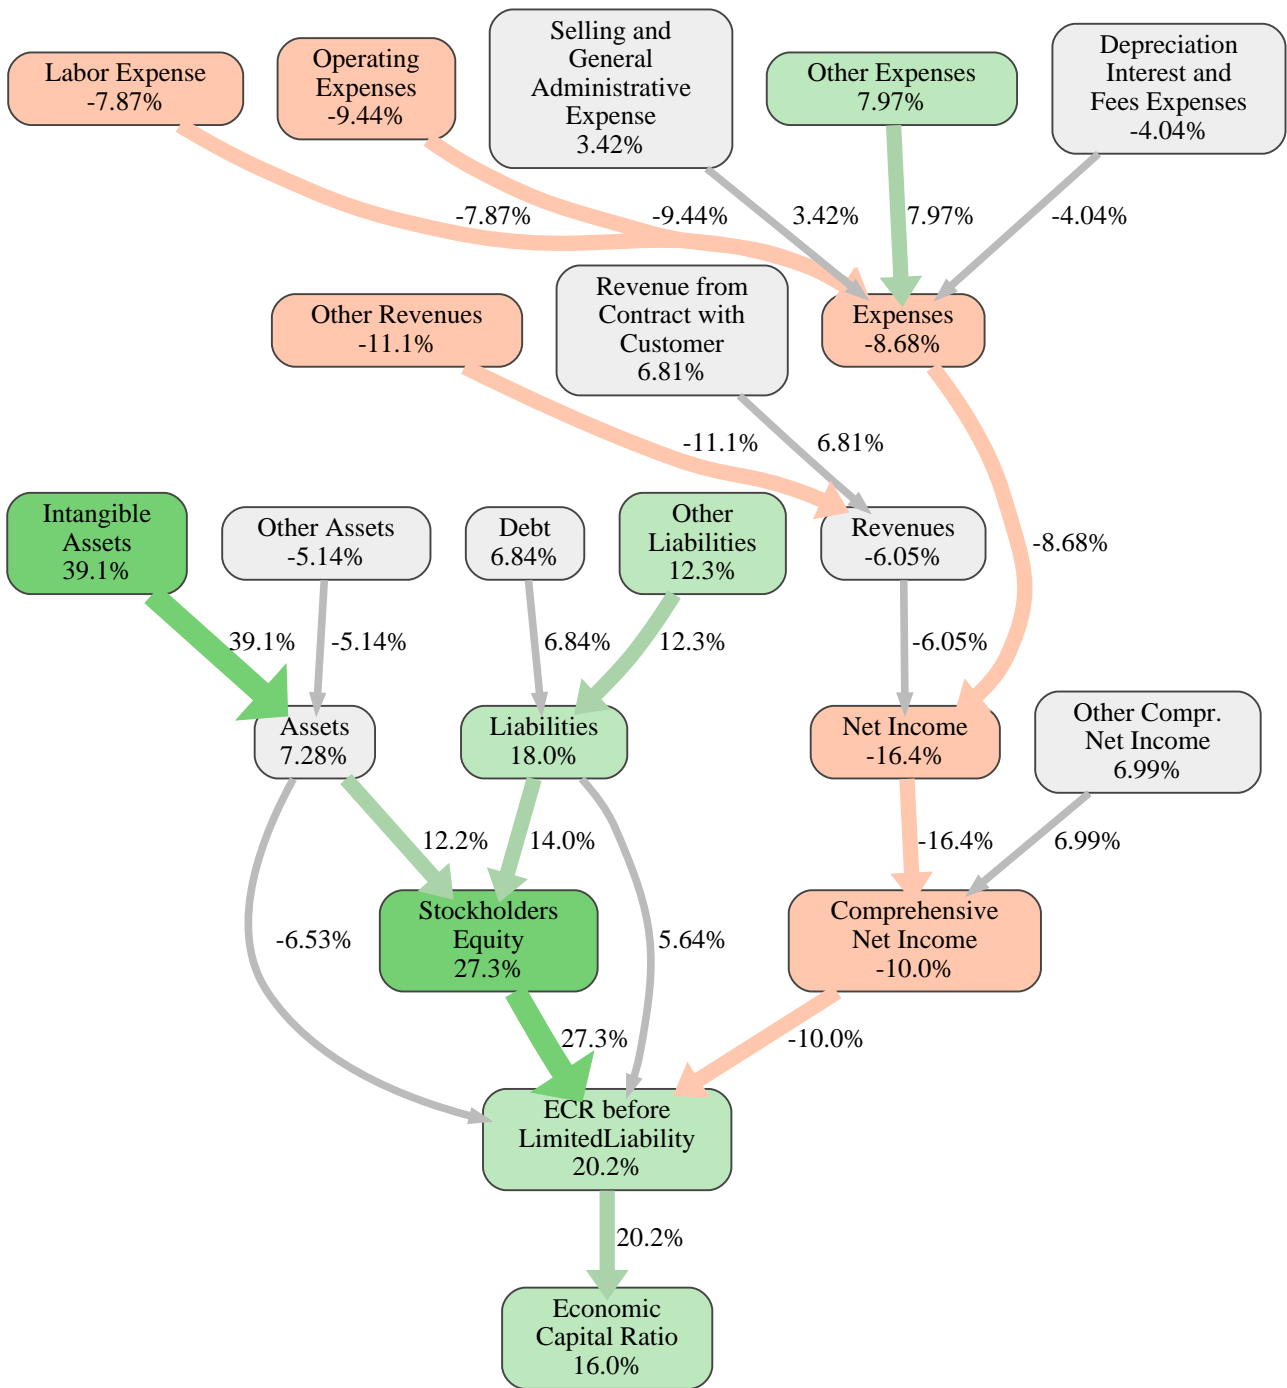 Labor Expense
-7.87%
Operating
Expenses
-9.44%
Selling and
General
Administrative
Expense
3.42%
Other Expenses
7.97%
Depreciation
Interest and
Fees Expenses
-4.04%
-7.87%
-9.44%
3.42%
7.97%
-4.04%
Other Revenues
-11.1%
Revenue from
Contract with
Customer
6.81%
Expenses
-8.68%
-11.1%
6.81%
-8.68%
Intangible
Assets
39.1%
Other Assets
-5.14%
Debt
6.84%
Other
Liabilities
12.3%
Revenues
-6.05%
39.1%
-5.14%
6.84%
12.3%
-6.05%
Assets
7.28%
Liabilities
18.0%
Net Income
-16.4%
Other Compr.
Net Income
6.99%
12.2%
14.0%
-16.4%
6.99%
-6.53%
Stockholders
Equity
27.3%
5.64%
Comprehensive
Net Income
-10.0%
27.3%
-10.0%
ECR before
LimitedLiability
20.2%
20.2%
Economic
Capital Ratio
16.0%